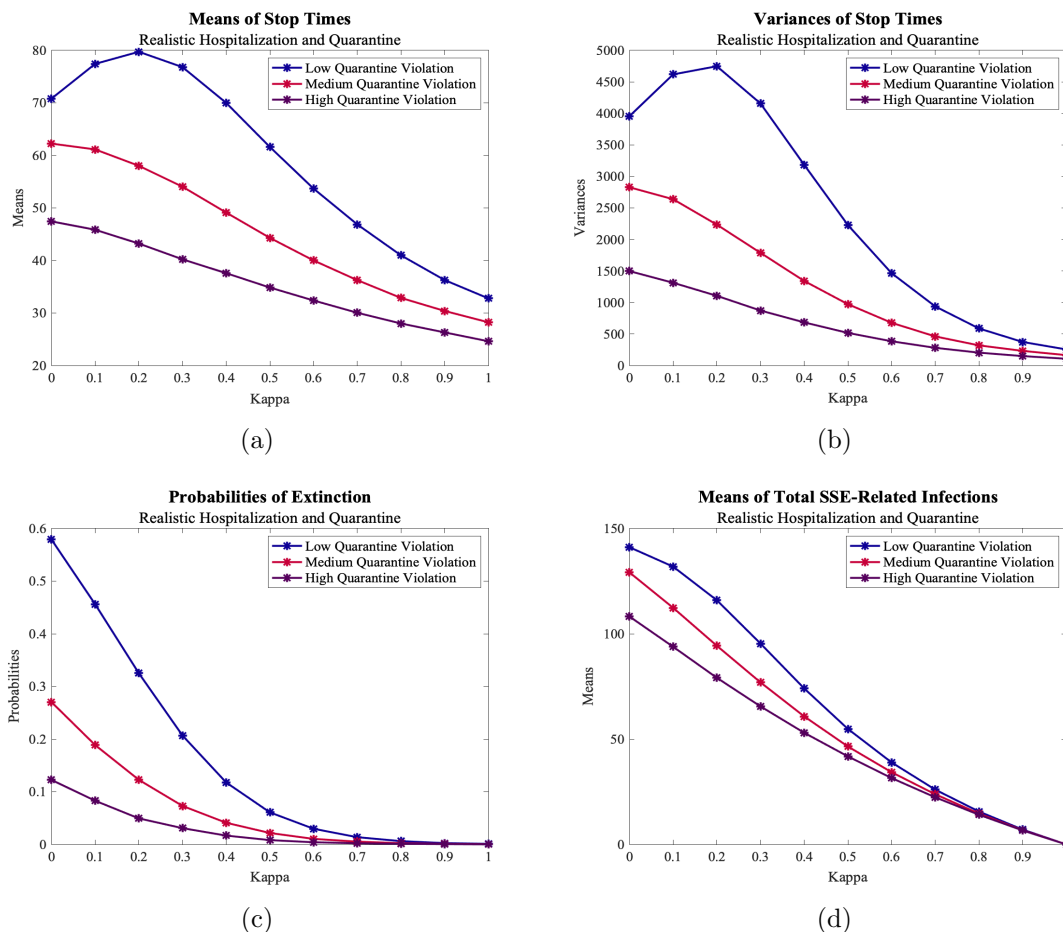 Means of Stop Times
Realistic Hospitalization and Quarantine
80
70
60
50
40
30
20
Means
Low Quarantine Violation
Medium Quarantine Violation
High Quarantine Violation
0 0.1 0.2 0.3 0.4 0.5 0.6 0.7 0.8 0.9 1
Kappa
(a)
Variances of Stop Times
Realistic Hospitalization and Quarantine
5000
4500
4000
3500
3000
2500
2000
1500
1000
500
0
Variances
Low Quarantine Violation
Medium Quarantine Violation
High Quarantine Violation
0 0.1 0.2 0.3 0.4 0.5 0.6 0.7 0.8 0.9
Kappa
(b)
Probabilities of Extinction
Realistic Hospitalization and Quarantine
0.6
0.5
0.4
0.3
0.2
0.1
0
Probabilities
Low Quarantine Violation
Medium Quarantine Violation
High Quarantine Violation
0 0.1 0.2 0.3 0.4 0.5 0.6 0.7 0.8 0.9 1
Kappa
(c)
Means of Total SSE-Related Infections
Realistic Hospitalization and Quarantine
150
100
50
0
Means
Low Quarantine Violation
Medium Quarantine Violation
High Quarantine Violation
0 0.1 0.2 0.3 0.4 0.5 0.6 0.7 0.8 0.9
Kappa
(d)